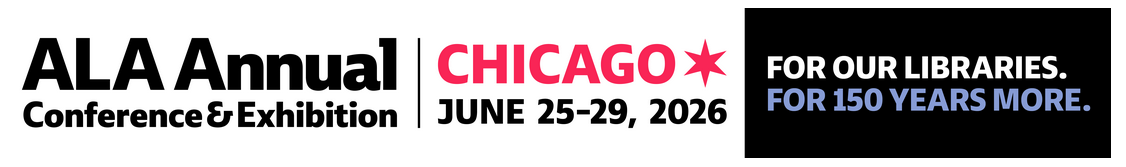 ALA Annual
Conference & Exhibition
CHICAGO
JUNE 25–29, 2026
FOR OUR LIBRARIES.
FOR 150 YEARS MORE.